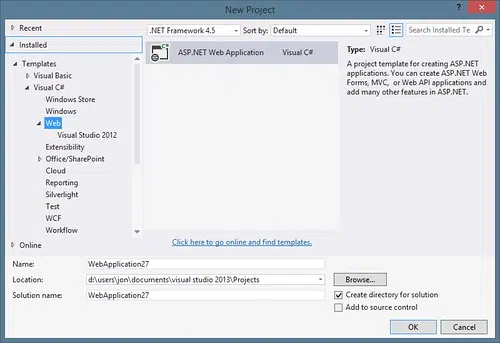 New Project
? ×
Recent
.NET Framework 4.5 Sort by: Default Search Installed Te
Installed
Templates
Visual Basic
Visual C#
Windows Store
Windows
Web
Visual Studio 2012
Extensibility
Office/SharePoint
Cloud
Reporting
Silverlight
Test
WCF
Workflow
Online
C#
ASP.NET Web Application Visual C#
Click here to go online and find templates.
Type: Visual C#
A project template for creating ASP.NET
applications. You can create ASP.NET Web
Forms, MVC, or Web API applications and
add many other features in ASP.NET.
Name: WebApplication27
Location: d:\users\jon\documents\visual studio 2013\Projects Browse...
Solution name: WebApplication27
Create directory for solution
Add to source control
OK Cancel